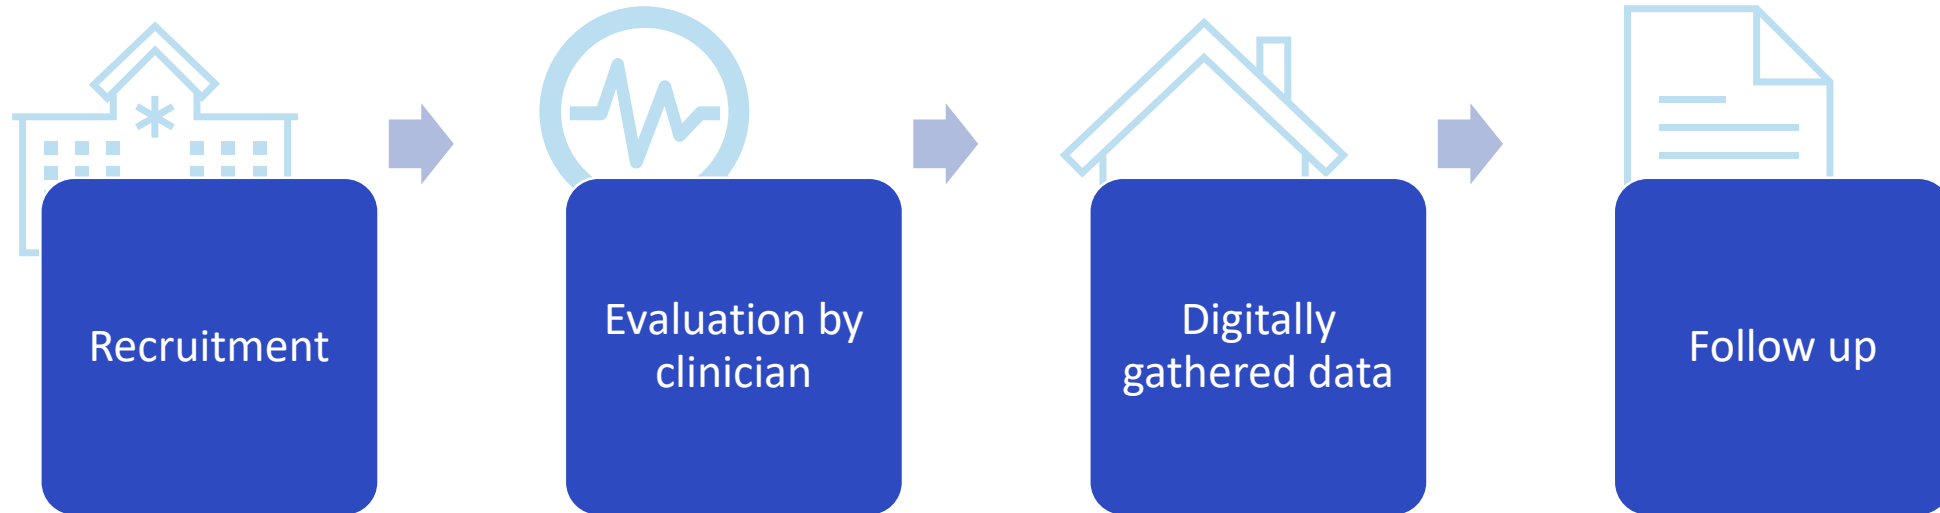 Recruitment
Evaluation by
clinician
Digitally
gathered data
Follow up